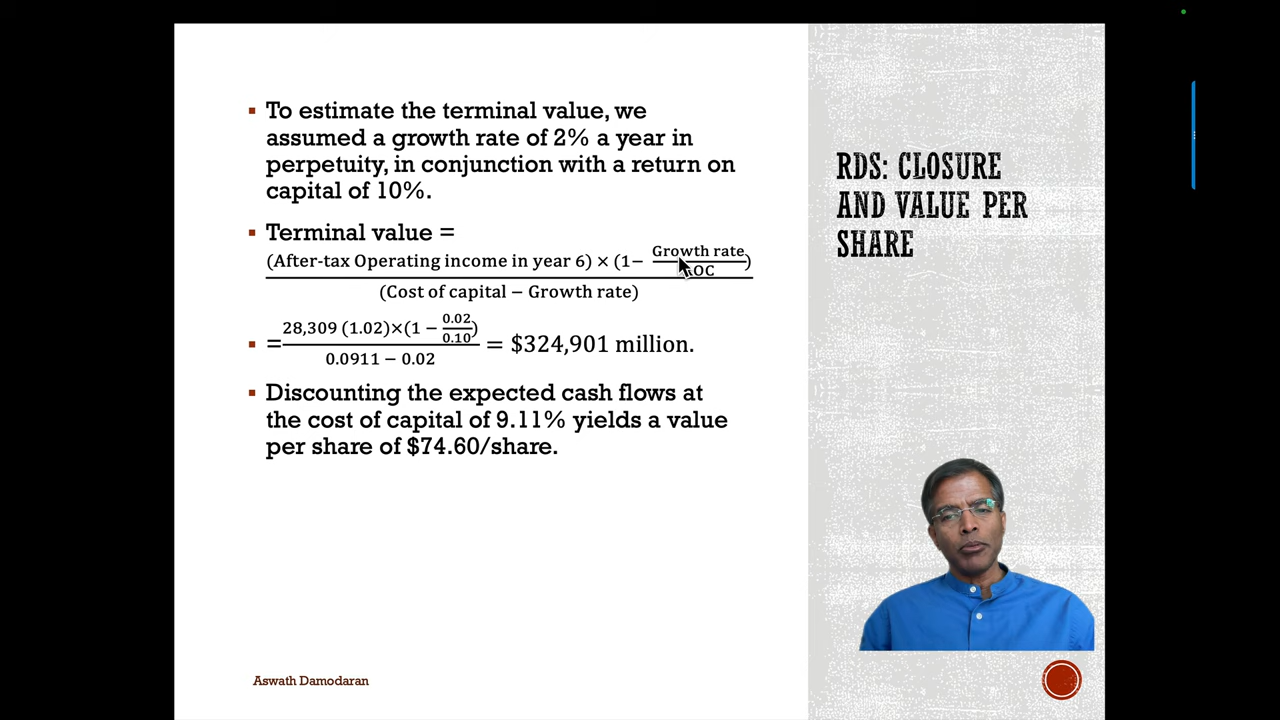 To estimate the terminal value, we
assumed a growth rate of 2% a year in
perpetuity, in conjunction with a return on
capital of 10%.
Terminal value =
(After-tax Operating income in year 6) × (1− Growth rate / OC)
(Cost of capital − Growth rate)
= 28,309 (1.02)×(1 − 0.02 / 0.10) / 0.0911 − 0.02 = $324,901 million.
Discounting the expected cash flows at
the cost of capital of 9.11% yields a value
per share of $74.60/share.
Aswath Damodaran
RDS: CLOSURE
AND VALUE PER
SHARE